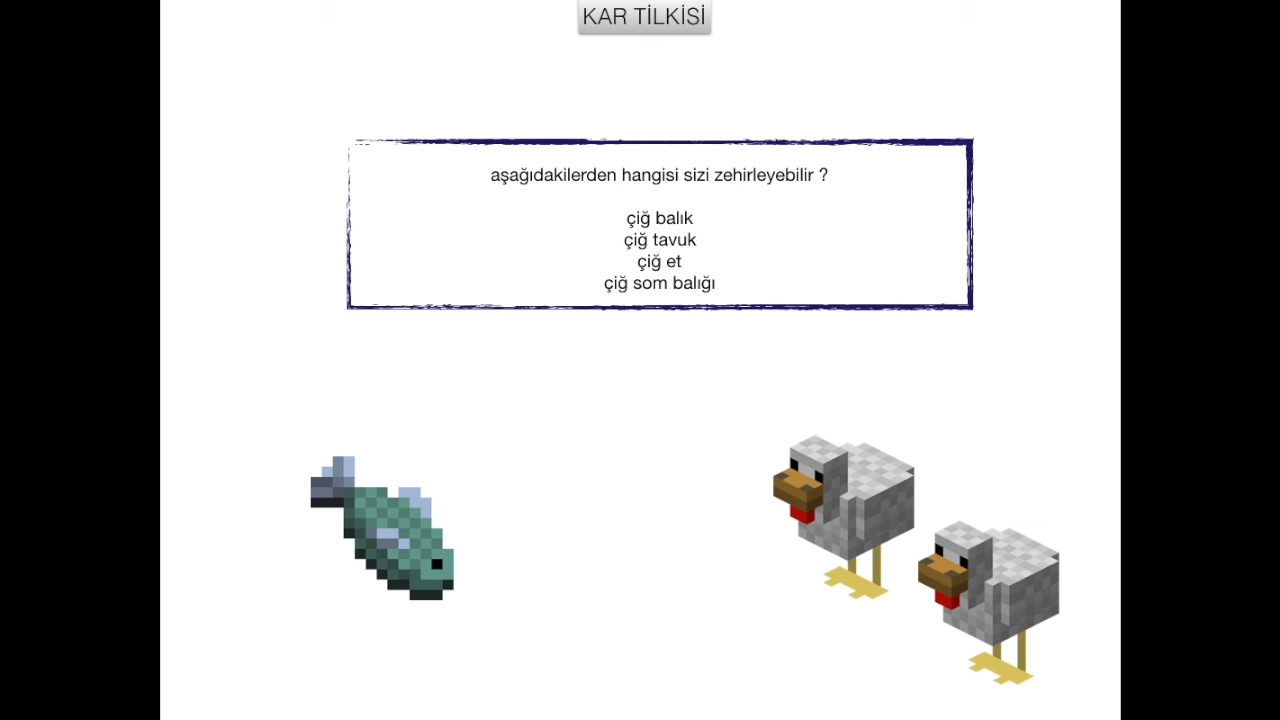 KAR TİLKİSİ
aşağıdakilerden hangisi sizi zehirleyebilir ?
çiğ balık
çiğ tavuk
çiğ et
çiğ som balığı